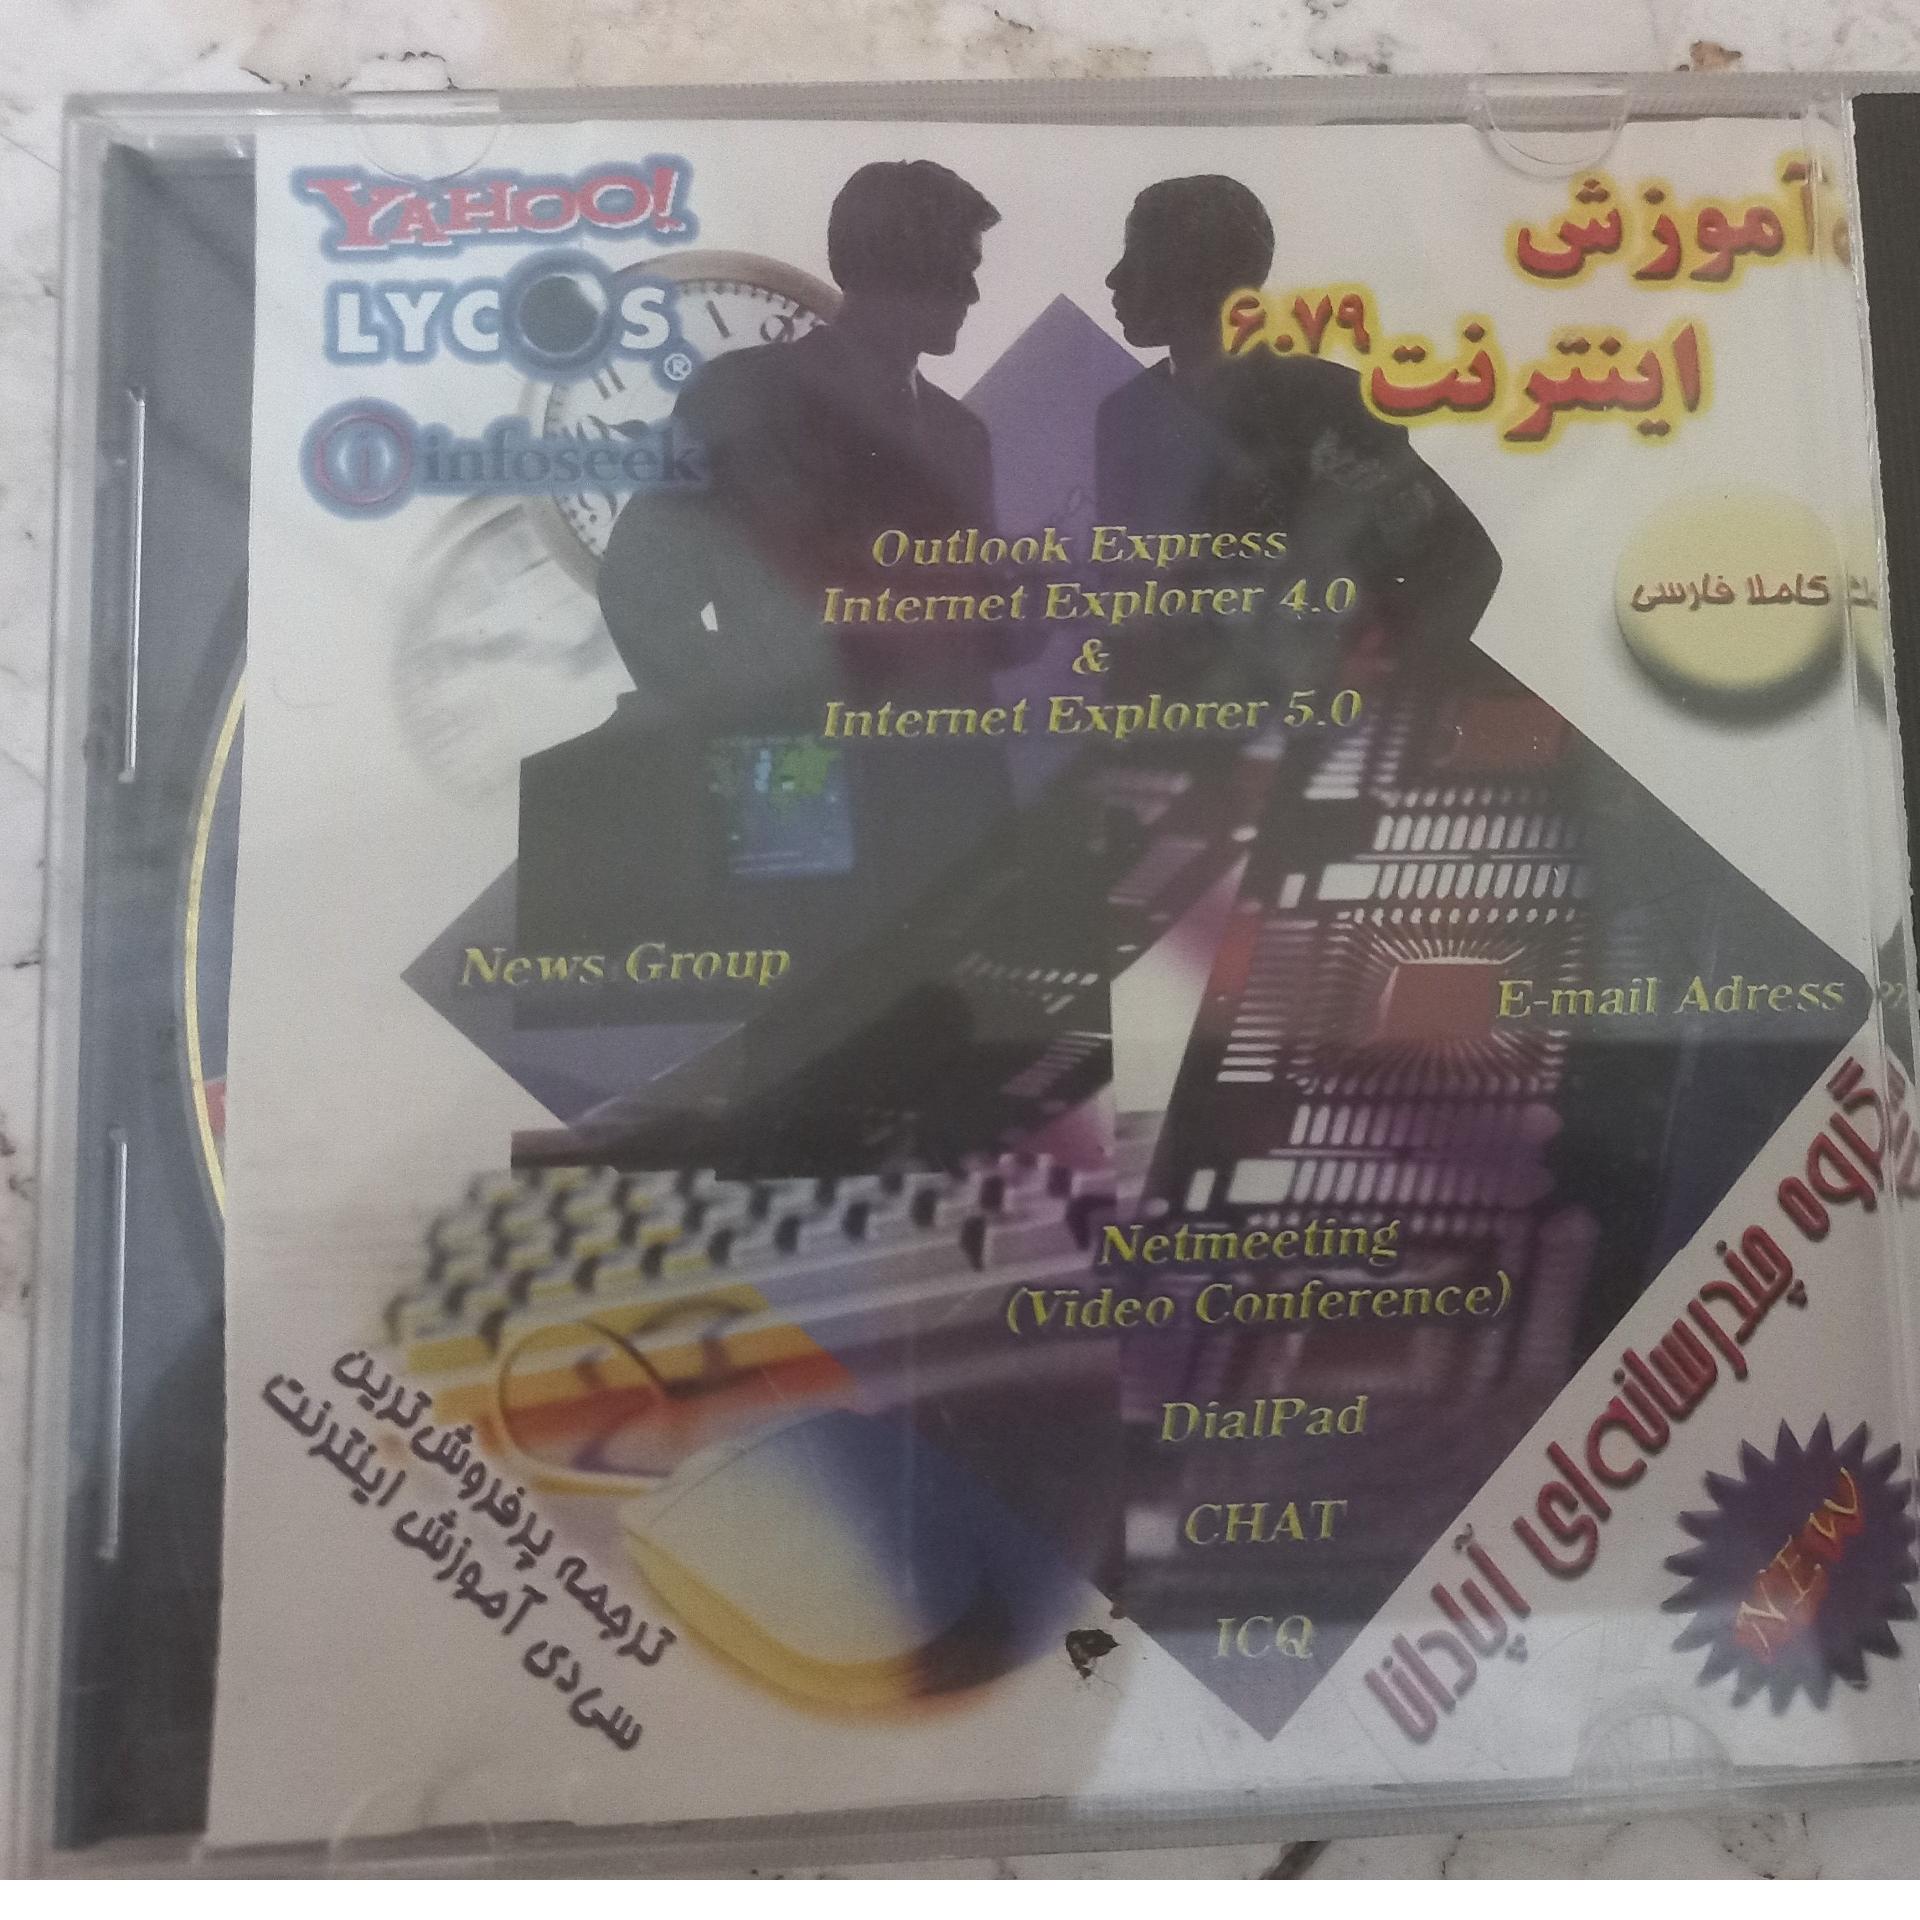 YAHOO!
LYCOS®
infoseek
آموزش
اینترنت ۶.۷۹
Outlook Express
Internet Explorer 4.0
&
Internet Explorer 5.0
کاملا فارسی
News Group
E-mail Adress
Netmeeting
(Video Conference)
DialPad
CHAT
ICQ
ترجمه پرفروش‌ترین
سی‌دی آموزش اینترنت
گروه چندرسانه‌ای آپادانا
NEW